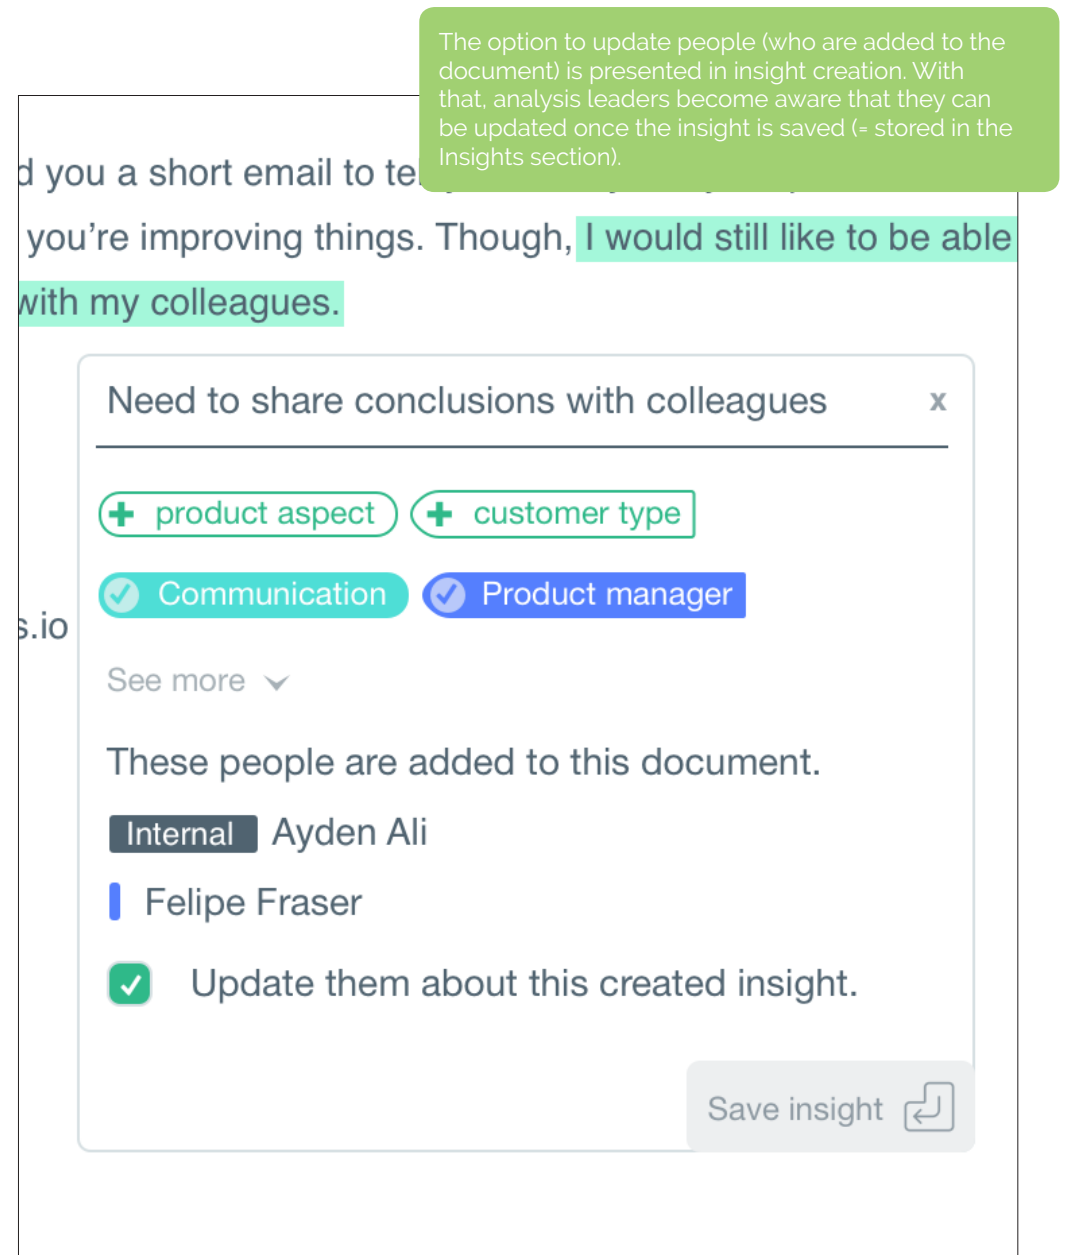 The option to update people (who are added to the
document) is presented in insight creation. With
that, analysis leaders become aware that they can
be updated once the insight is saved (= stored in the
Insights section).
d you a short email to te
you’re improving things. Though, I would still like to be able
with my colleagues.
Need to share conclusions with colleagues x
product aspect customer type
Communication Product manager
s.io
See more
These people are added to this document.
Internal Ayden Ali
Felipe Fraser
Update them about this created insight.
Save insight